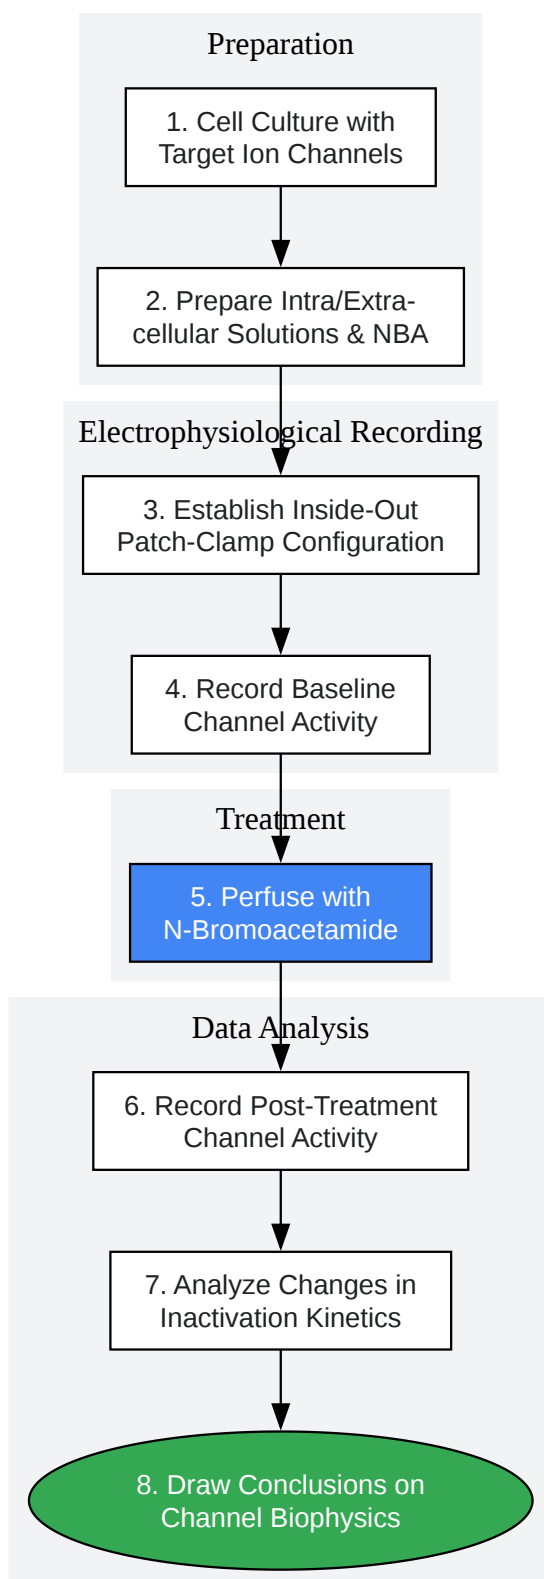 Preparation
1. Cell Culture with
Target Ion Channels
2. Prepare Intra/Extra-
cellular Solutions & NBA
Electrophysiological Recording
3. Establish Inside-Out
Patch-Clamp Configuration
4. Record Baseline
Channel Activity
Treatment
5. Perfuse with
N-Bromoacetamide
Data Analysis
6. Record Post-Treatment
Channel Activity
7. Analyze Changes in
Inactivation Kinetics
8. Draw Conclusions on
Channel Biophysics